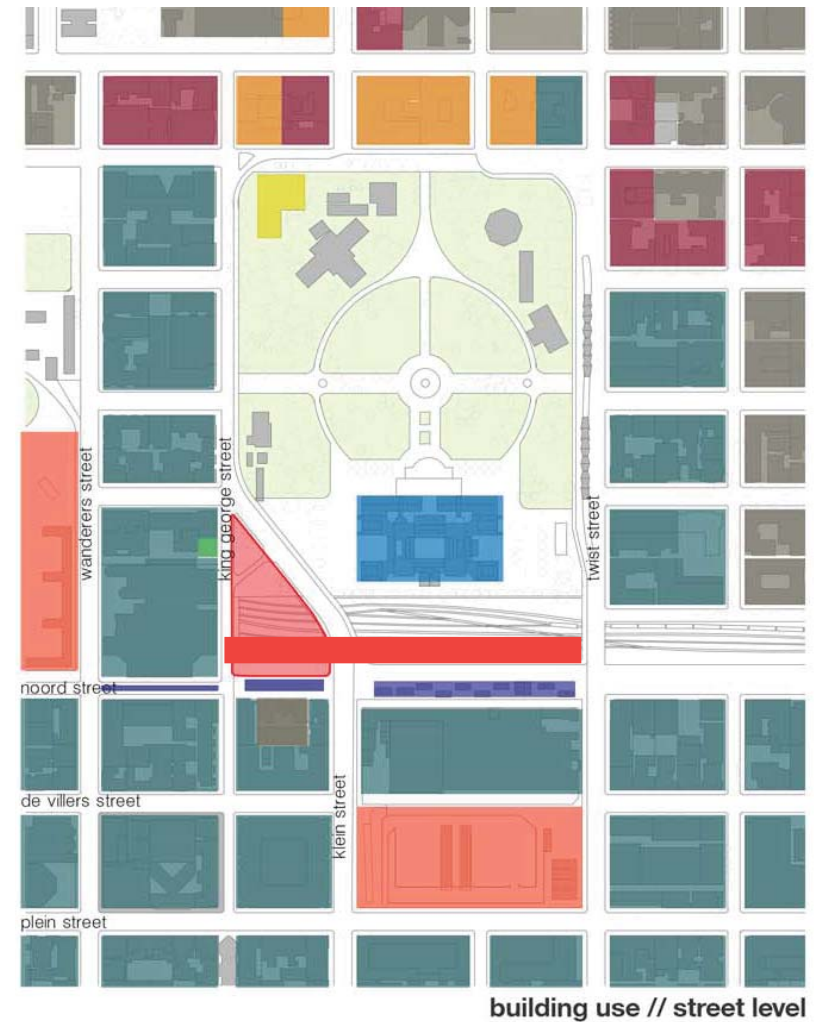 wanderers street
king george street
twist street
noord street
de villers street
klein street
plein street
building use // street level